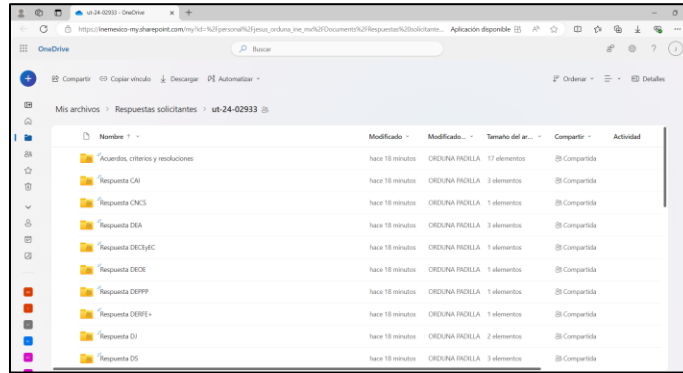 ut-24-02933 - OneDrive
https://inemexico-my.sharepoint.com/my?id=%2Fpersonal%2Fjesus_orduna_ine_mx%2FDocuments%2FRespuestas%20solicitante... Aplicación disponible
OneDrive Buscar
Compartir Copiar vínculo Descargar Automatizar Ordenar Detalles
Mis archivos > Respuestas solicitantes > ut-24-02933
Nombre Modificado Modificado... Tamaño del ar... Compartir Actividad
Acuerdos, criterios y resoluciones hace 18 minutos ORDUNA PADILLA 17 elementos Compartida
Respuesta CAI hace 18 minutos ORDUNA PADILLA 3 elementos Compartida
Respuesta CNCS hace 18 minutos ORDUNA PADILLA 1 elementos Compartida
Respuesta DEA hace 18 minutos ORDUNA PADILLA 3 elementos Compartida
Respuesta DECEyEC hace 18 minutos ORDUNA PADILLA 1 elementos Compartida
Respuesta DEOE hace 18 minutos ORDUNA PADILLA 1 elementos Compartida
Respuesta DEPPP hace 18 minutos ORDUNA PADILLA 1 elementos Compartida
Respuesta DERFE+ hace 18 minutos ORDUNA PADILLA 1 elementos Compartida
Respuesta DJ hace 18 minutos ORDUNA PADILLA 2 elementos Compartida
Respuesta DS hace 18 minutos ORDUNA PADILLA 3 elementos Compartida